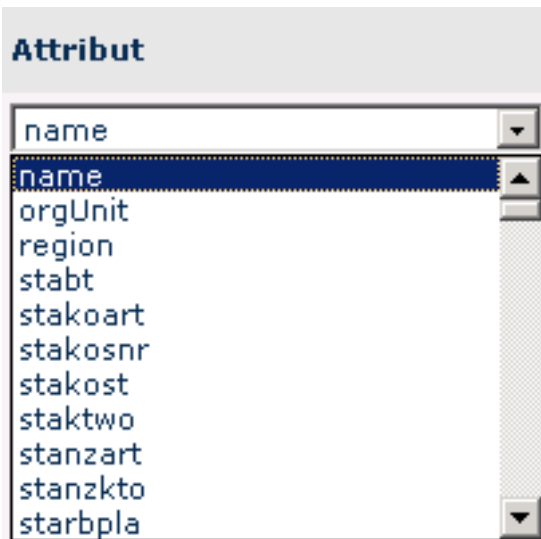 Attribut
name
name
orgUnit
region
stabt
stakoart
stakosnr
stakost
staktwo
stanzart
stanzkto
starbpla